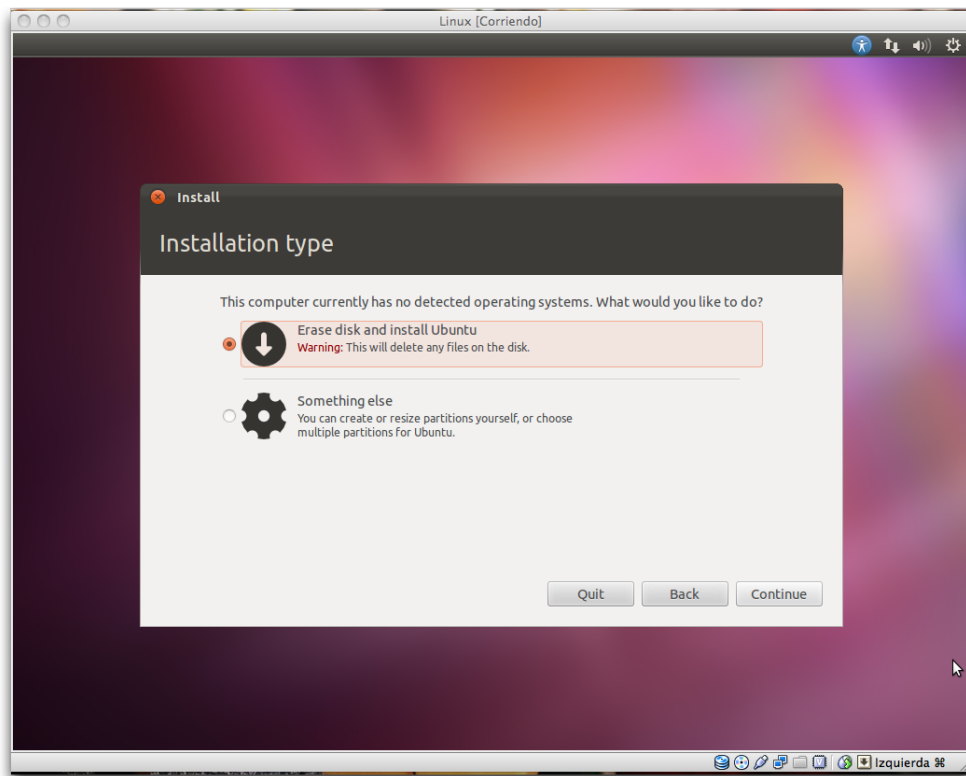 Linux [Corriendo]
Install
Installation type
This computer currently has no detected operating systems. What would you like to do?
Erase disk and install Ubuntu
Warning: This will delete any files on the disk.
Something else
You can create or resize partitions yourself, or choose
multiple partitions for Ubuntu.
Quit Back Continue
Izquierda ⌘